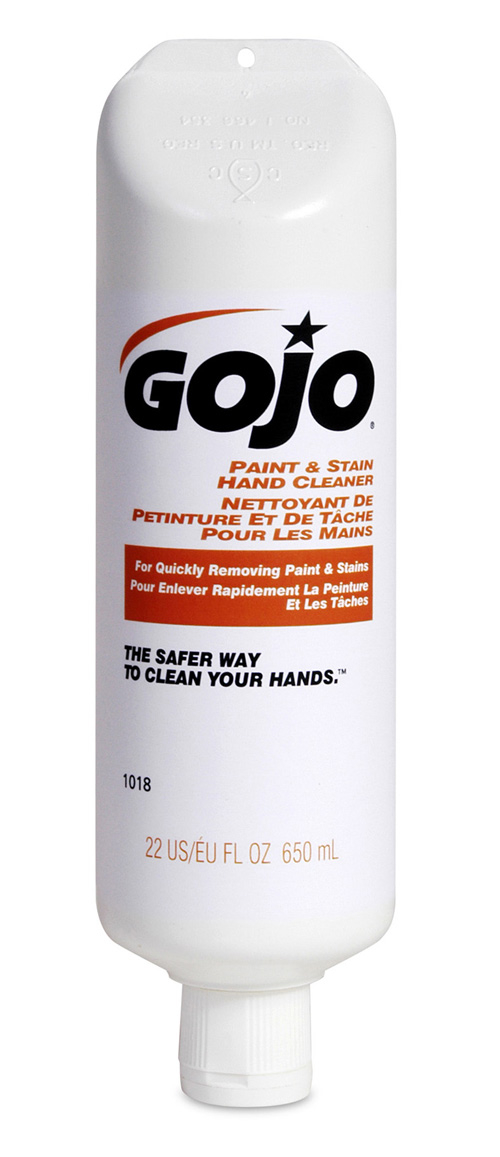 GOJO®
PAINT & STAIN
HAND CLEANER
NETTOYANT DE
PETINTURE ET DE TÂCHE
POUR LES MAINS
For Quickly Removing Paint & Stains
Pour Enlever Rapidement La Peinture
Et Les Tâches
THE SAFER WAY
TO CLEAN YOUR HANDS.™
1018
22 US/ÉU FL OZ 650 mL